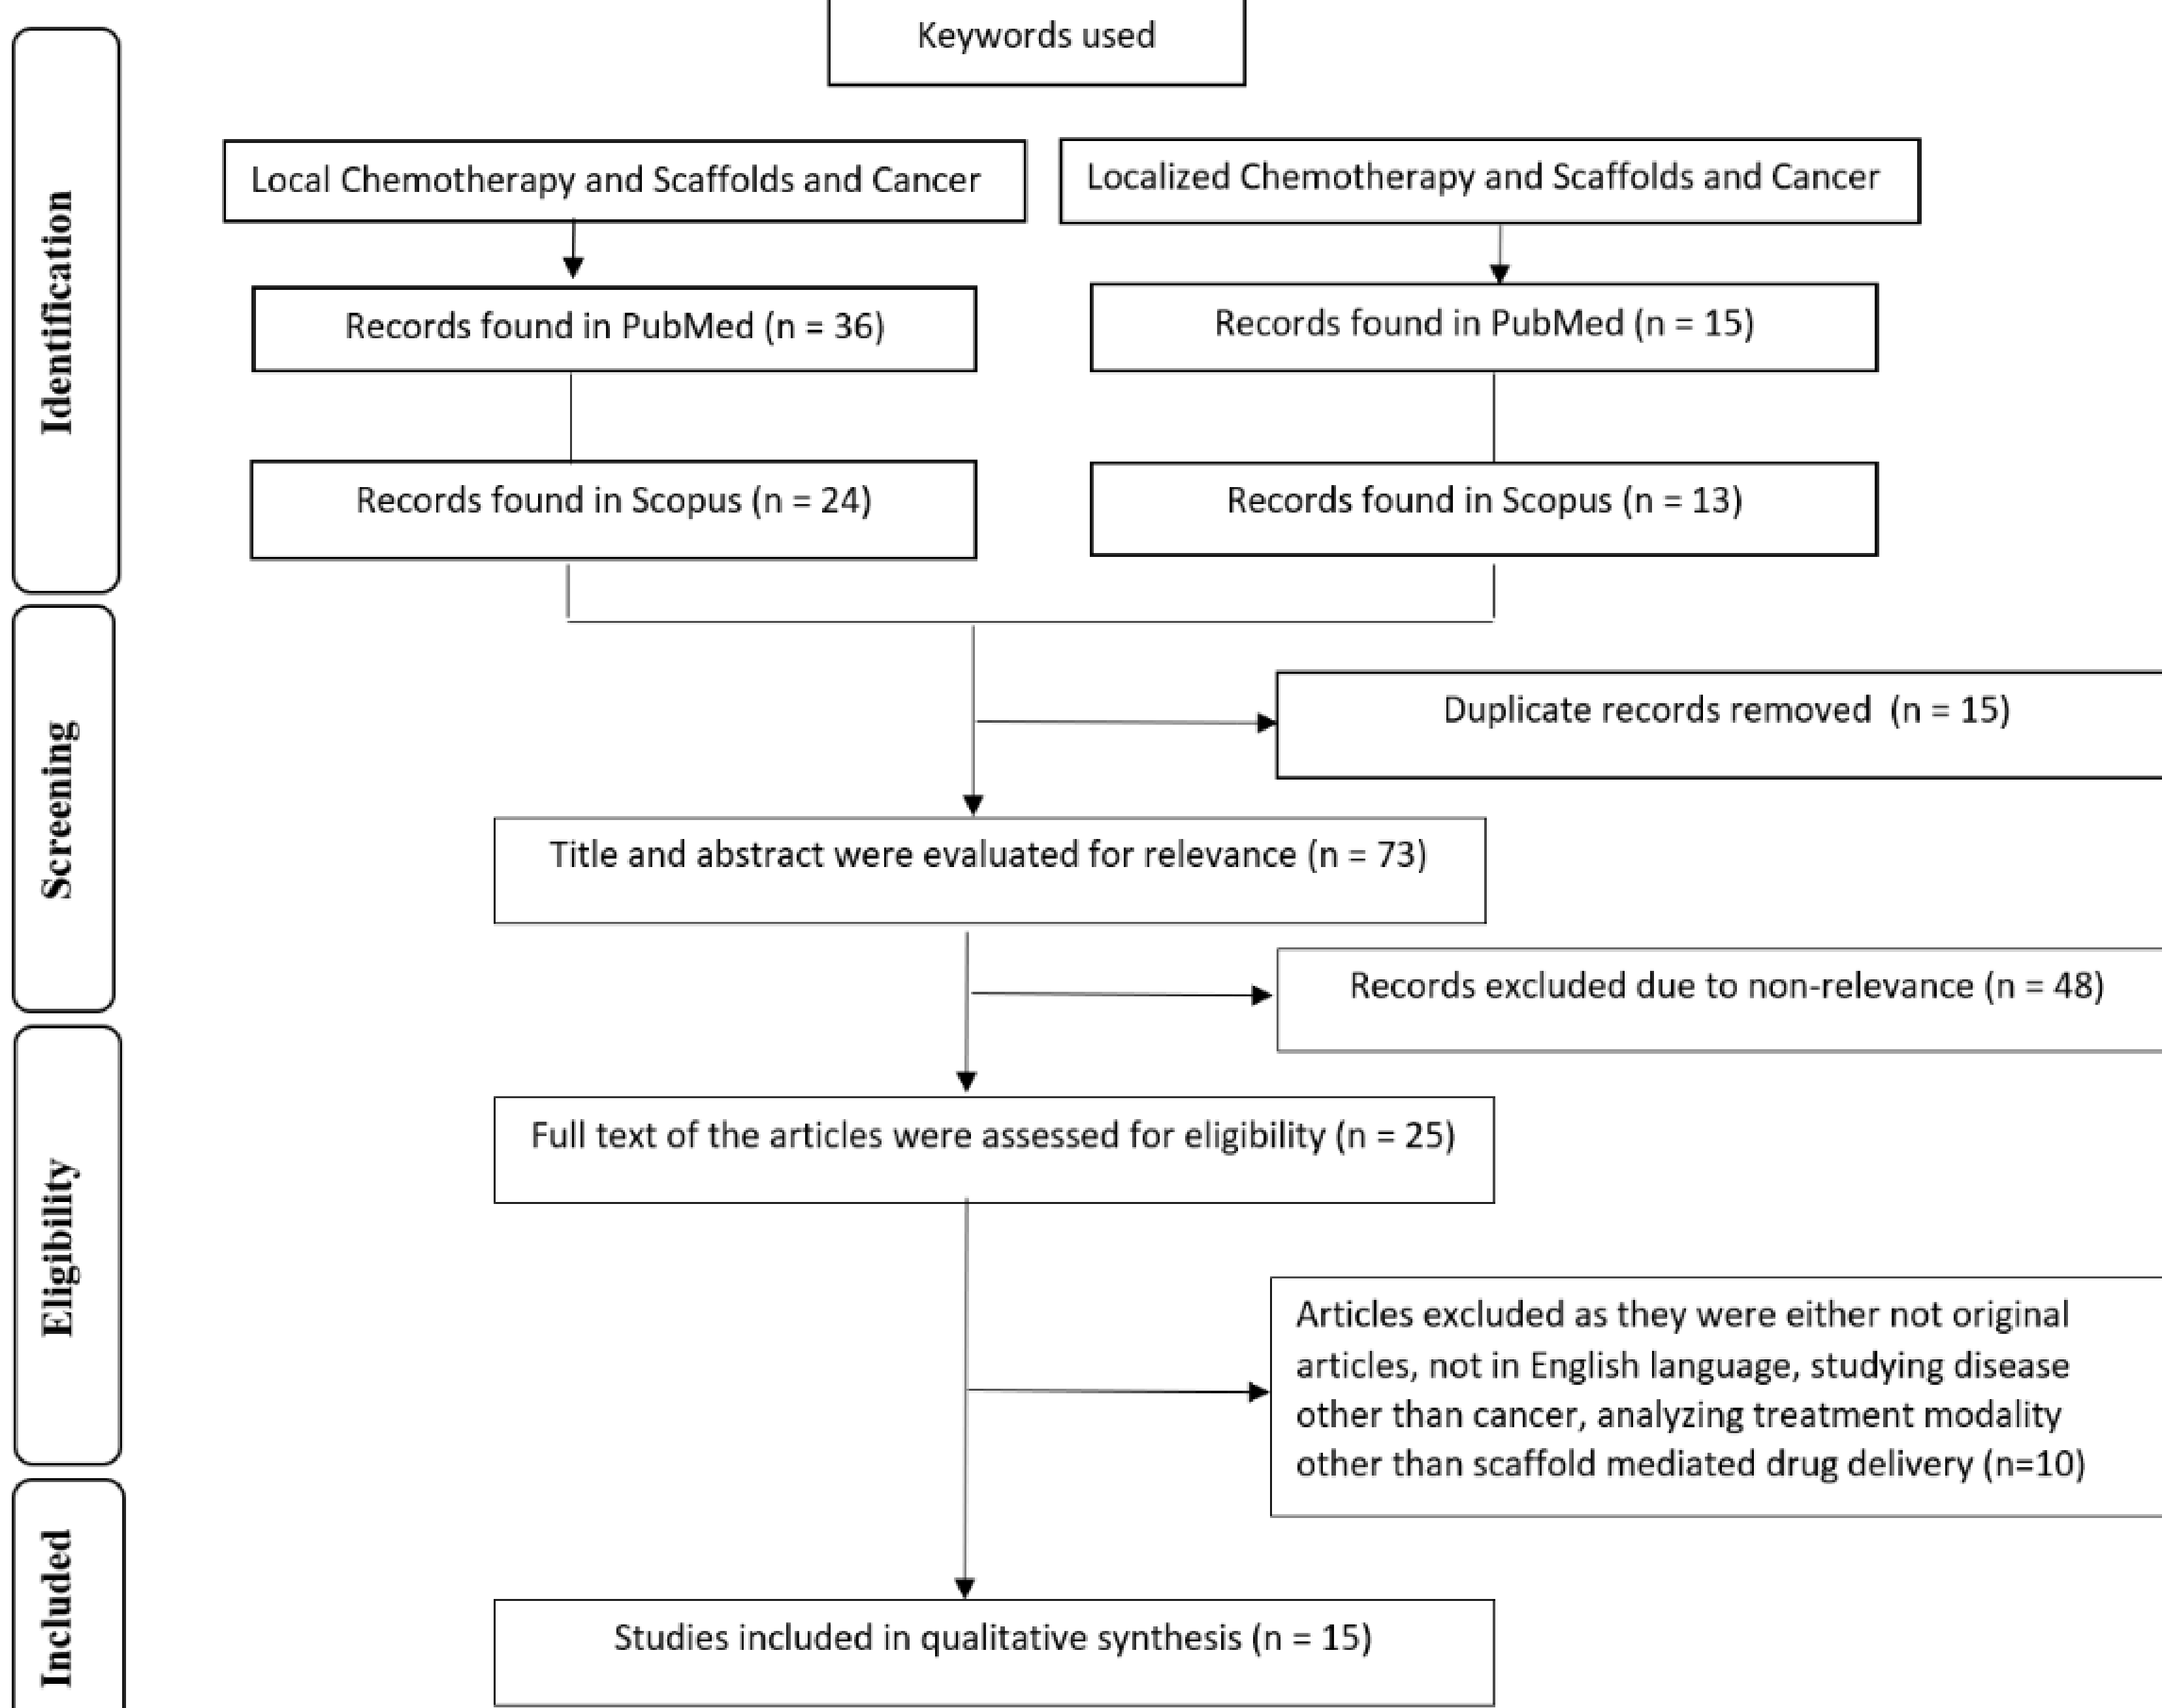 Keywords used
Identification
Local Chemotherapy and Scaffolds and Cancer
Localized Chemotherapy and Scaffolds and Cancer
Records found in PubMed (n = 36)
Records found in PubMed (n = 15)
Records found in Scopus (n = 24)
Records found in Scopus (n = 13)
Screening
Duplicate records removed (n = 15)
Title and abstract were evaluated for relevance (n = 73)
Records excluded due to non-relevance (n = 48)
Eligibility
Full text of the articles were assessed for eligibility (n = 25)
Articles excluded as they were either not original
articles, not in English language, studying disease
other than cancer, analyzing treatment modality
other than scaffold mediated drug delivery (n=10)
Included
Studies included in qualitative synthesis (n = 15)